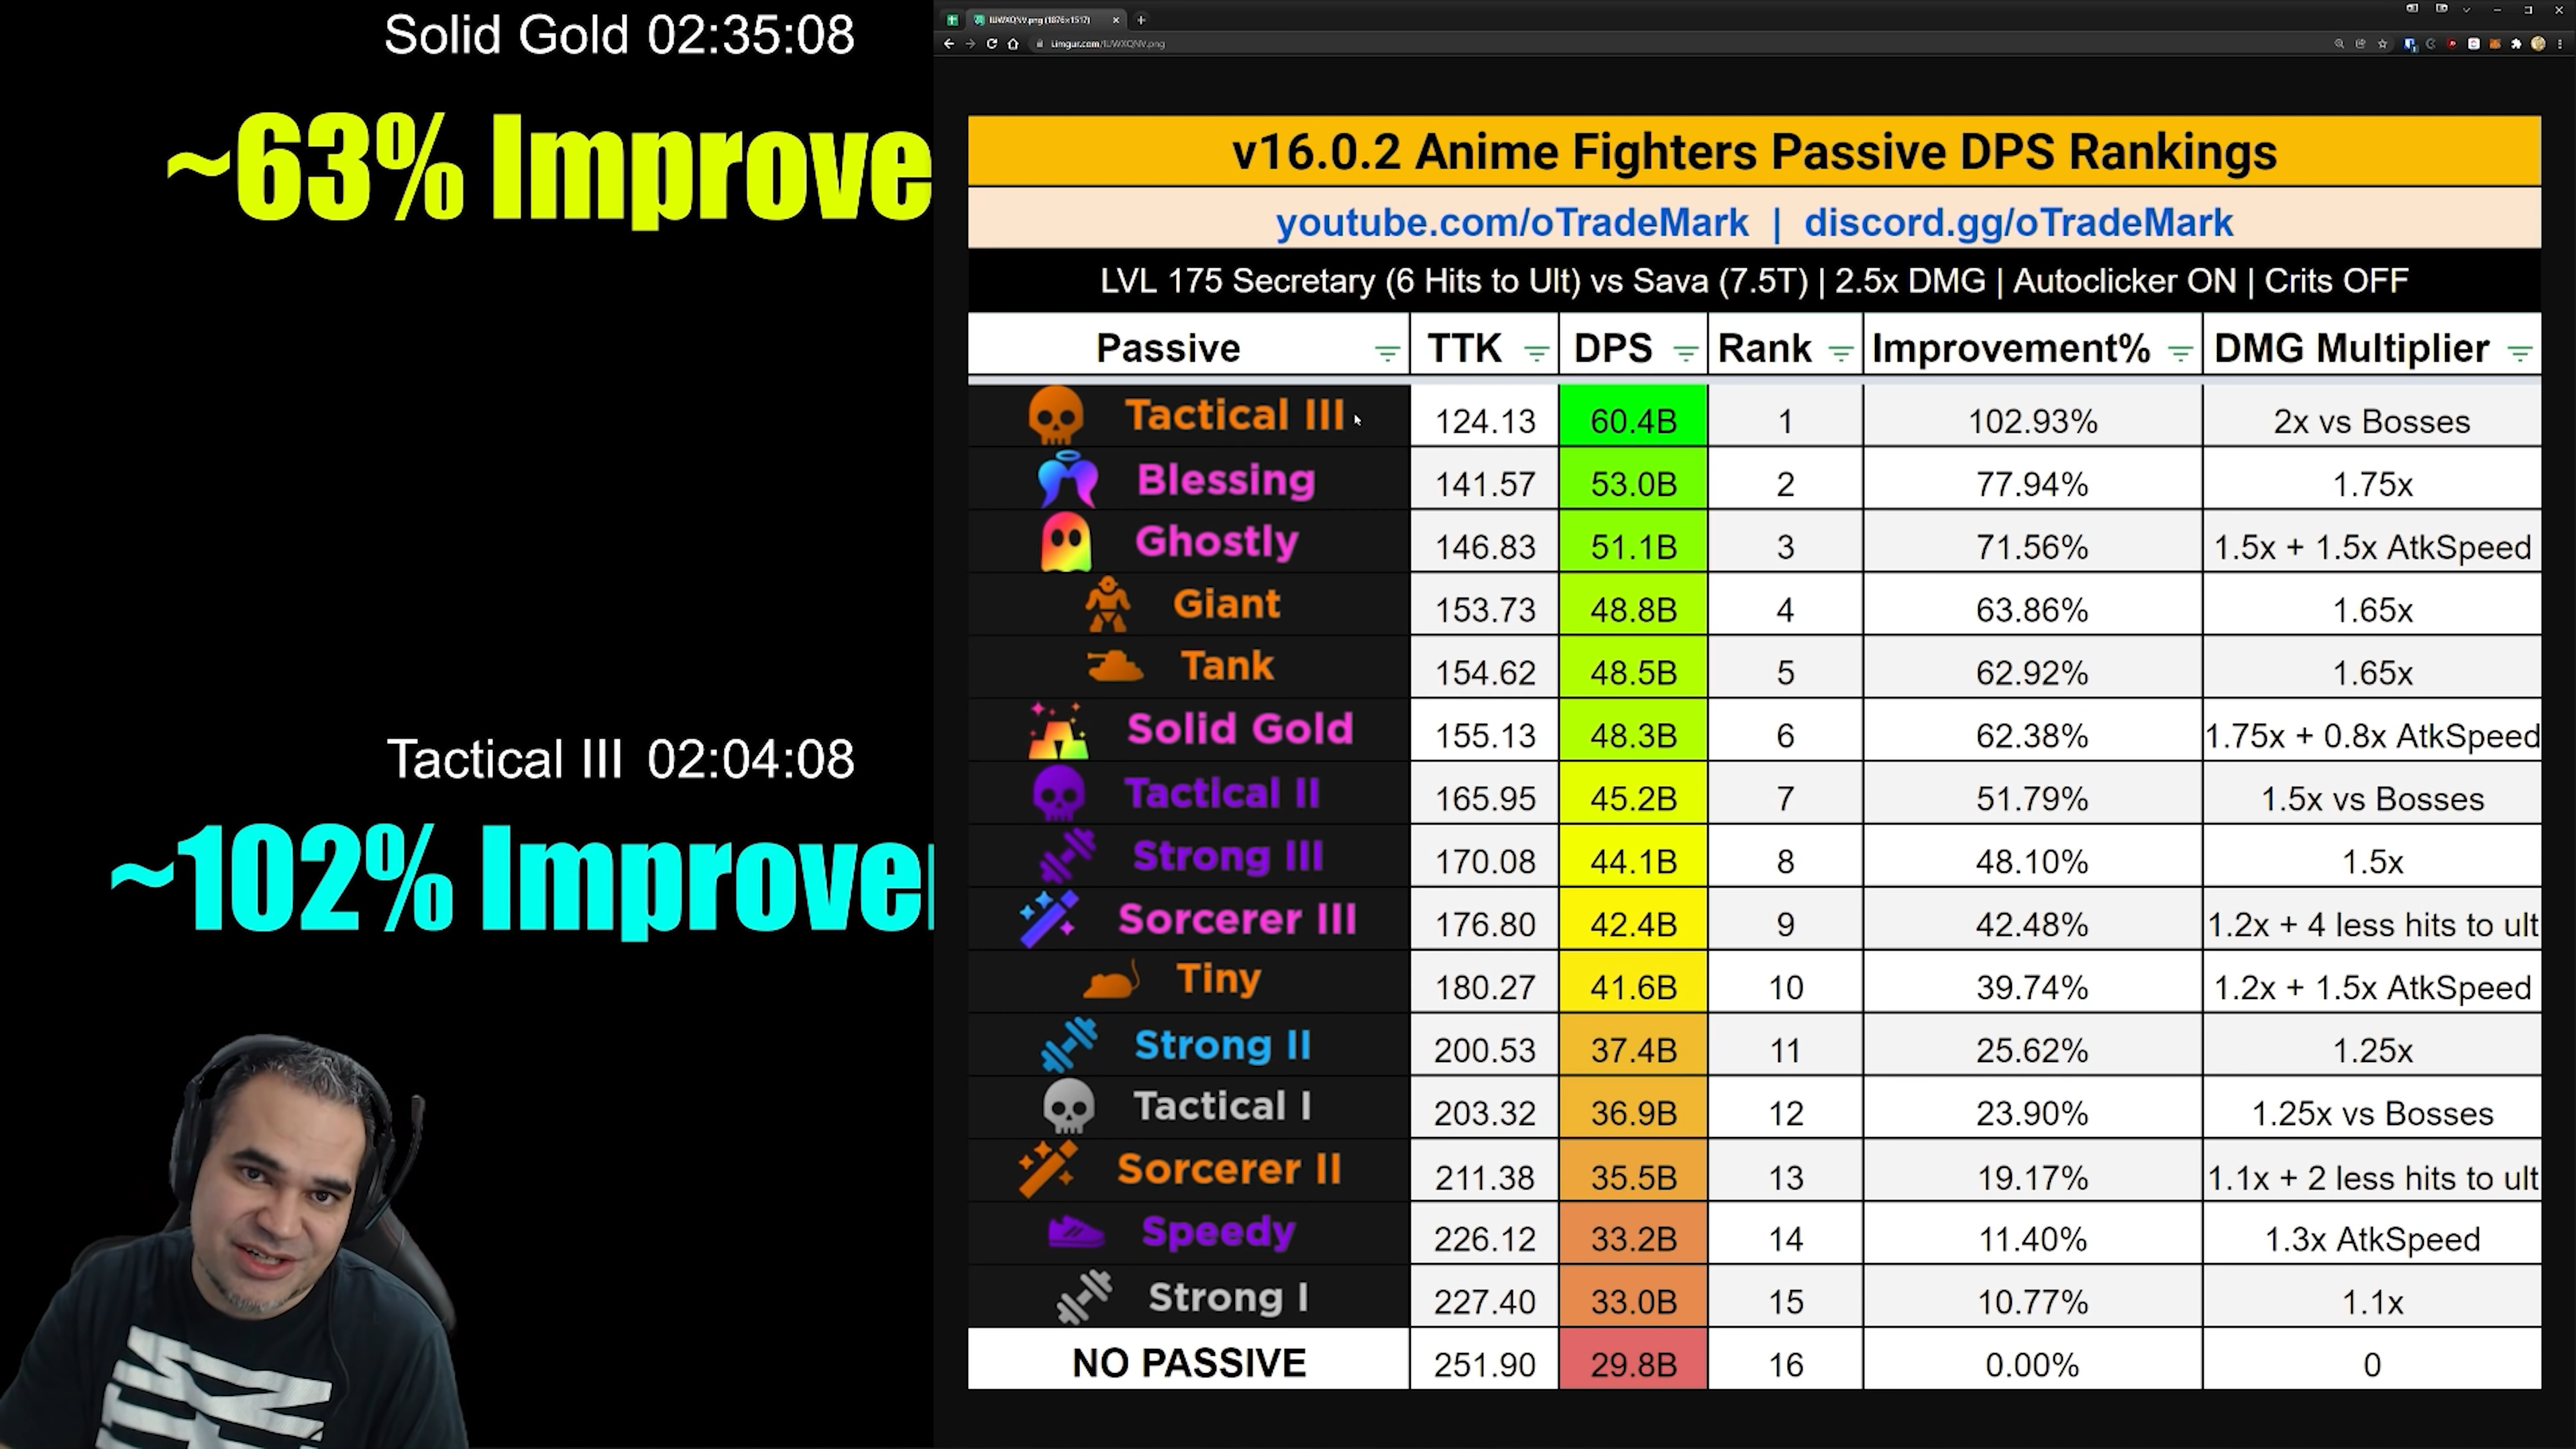 Solid Gold 02:35:08
~63% Improve
Tactical III 02:04:08
~102% Improve
i.imgur.com/IUWXQNV.png
v16.0.2 Anime Fighters Passive DPS Rankings
youtube.com/oTradeMark | discord.gg/oTradeMark
LVL 175 Secretary (6 Hits to Ult) vs Sava (7.5T) | 2.5x DMG | Autoclicker ON | Crits OFF
Passive TTK DPS Rank Improvement% DMG Multiplier
Tactical III 124.13 60.4B 1 102.93% 2x vs Bosses
Blessing 141.57 53.0B 2 77.94% 1.75x
Ghostly 146.83 51.1B 3 71.56% 1.5x + 1.5x AtkSpeed
Giant 153.73 48.8B 4 63.86% 1.65x
Tank 154.62 48.5B 5 62.92% 1.65x
Solid Gold 155.13 48.3B 6 62.38% 1.75x + 0.8x AtkSpeed
Tactical II 165.95 45.2B 7 51.79% 1.5x vs Bosses
Strong III 170.08 44.1B 8 48.10% 1.5x
Sorcerer III 176.80 42.4B 9 42.48% 1.2x + 4 less hits to ult
Tiny 180.27 41.6B 10 39.74% 1.2x + 1.5x AtkSpeed
Strong II 200.53 37.4B 11 25.62% 1.25x
Tactical I 203.32 36.9B 12 23.90% 1.25x vs Bosses
Sorcerer II 211.38 35.5B 13 19.17% 1.1x + 2 less hits to ult
Speedy 226.12 33.2B 14 11.40% 1.3x AtkSpeed
Strong I 227.40 33.0B 15 10.77% 1.1x
NO PASSIVE 251.90 29.8B 16 0.00% 0